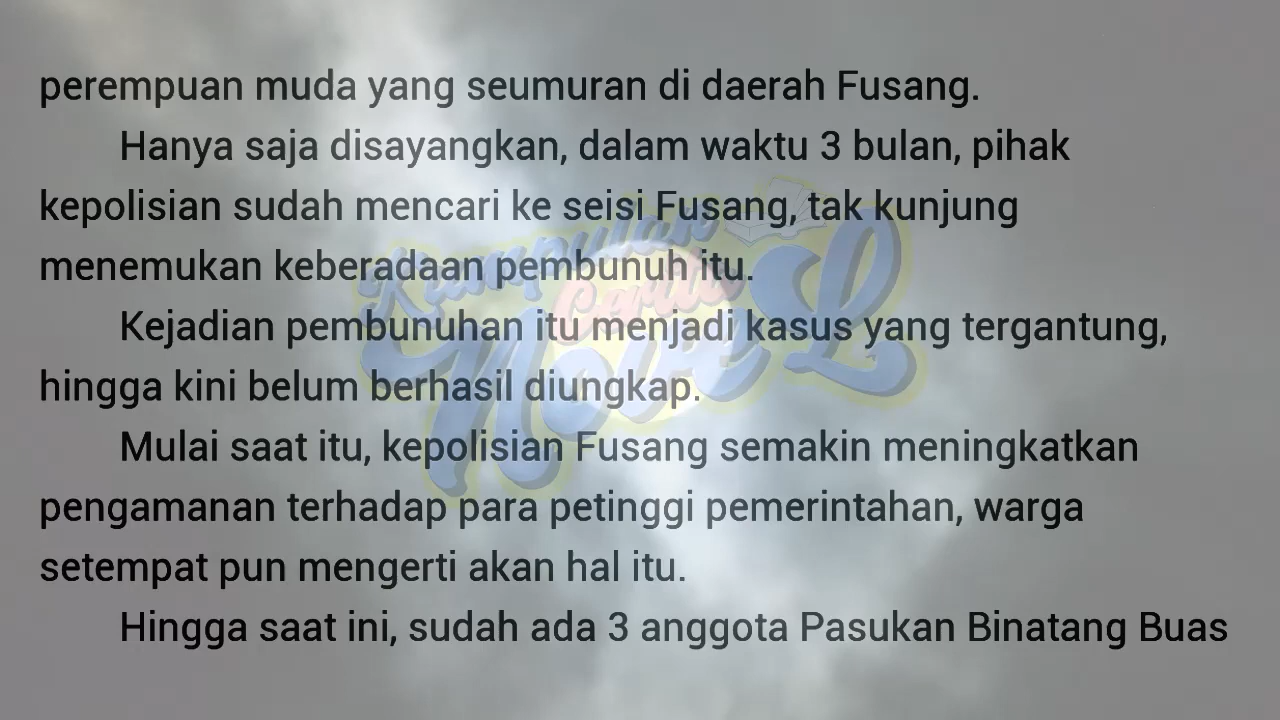 perempuan muda yang seumuran di daerah Fusang.
Hanya saja disayangkan, dalam waktu 3 bulan, pihak
kepolisian sudah mencari ke seisi Fusang, tak kunjung
menemukan keberadaan pembunuh itu.
Kejadian pembunuhan itu menjadi kasus yang tergantung,
hingga kini belum berhasil diungkap.
Mulai saat itu, kepolisian Fusang semakin meningkatkan
pengamanan terhadap para petinggi pemerintahan, warga
setempat pun mengerti akan hal itu.
Hingga saat ini, sudah ada 3 anggota Pasukan Binatang Buas
Kumpulan
Cerita
NoveL